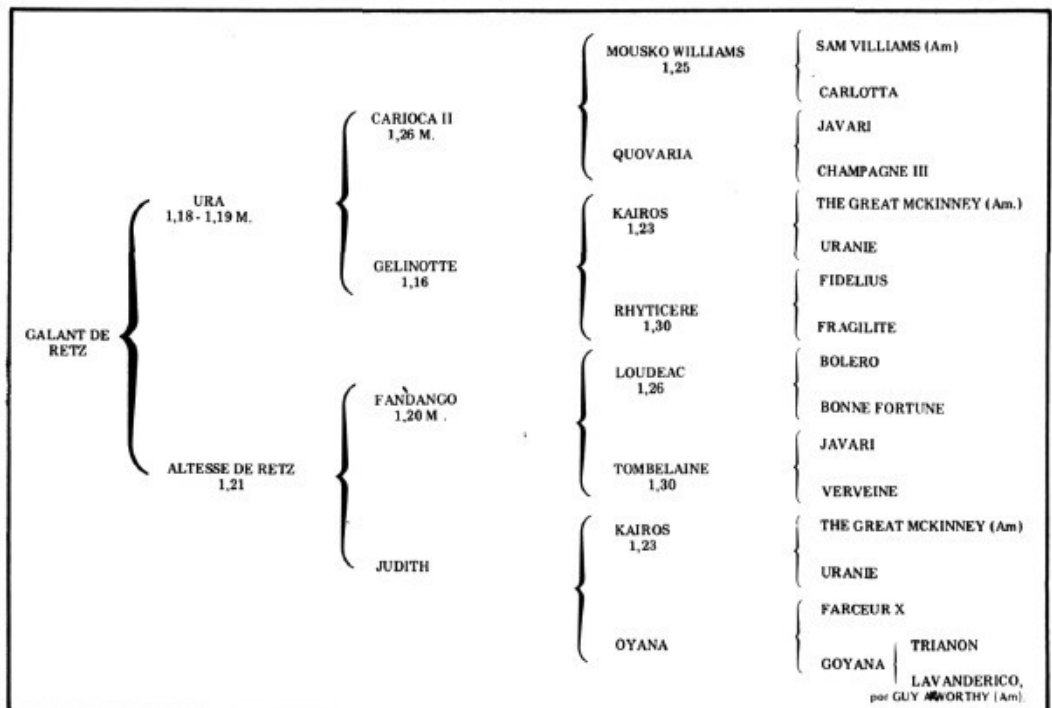 GALANT DE
RETZ
URA
1,18 - 1,19 M.
ALTESSE DE RETZ
1,21
CARIOCA II
1,26 M.
GELINOTTE
1,16
FANDANGO
1,20 M .
JUDITH
MOUSKO WILLIAMS
1,25
QUOVARIA
KAIROS
1,23
RHYTICERE
1,30
LOUDEAC
1,26
TOMBELAINE
1,30
KAIROS
1,23
OYANA
SAM VILLIAMS (Am)
CARLOTTA
JAVARI
CHAMPAGNE III
THE GREAT MCKINNEY (Am.)
URANIE
FIDELIUS
FRAGILITE
BOLERO
BONNE FORTUNE
JAVARI
VERVEINE
THE GREAT MCKINNEY (Am)
URANIE
FARCEUR X
GOYANA
TRIANON
LAVANDERICO,
por GUY (Am).